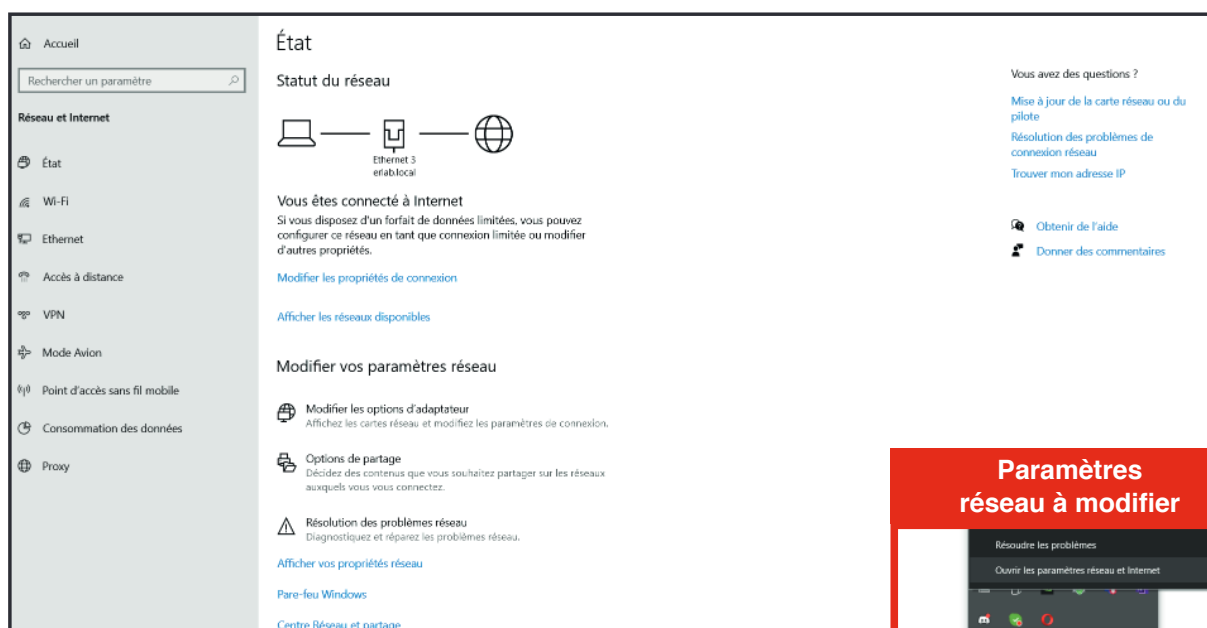 Accueil
Rechercher un paramètre
Réseau et Internet
État
Wi-Fi
Ethernet
Accès à distance
VPN
Mode Avion
Point d'accès sans fil mobile
Consommation des données
Proxy
État
Statut du réseau
Ethernet 3
erlab.local
Vous êtes connecté à Internet
Si vous disposez d'un forfait de données limitées, vous pouvez
configurer ce réseau en tant que connexion limitée ou modifier
d'autres propriétés.
Modifier les propriétés de connexion
Afficher les réseaux disponibles
Modifier vos paramètres réseau
Modifier les options d'adaptateur
Affichez les cartes réseau et modifiez les paramètres de connexion.
Options de partage
Décidez des contenus que vous souhaitez partager sur les réseaux
auxquels vous vous connectez.
Résolution des problèmes réseau
Diagnostiquez et réparez les problèmes réseau.
Afficher vos propriétés réseau
Pare-feu Windows
Centre Réseau et partage
Vous avez des questions ?
Mise à jour de la carte réseau ou du
pilote
Résolution des problèmes de
connexion réseau
Trouver mon adresse IP
Obtenir de l'aide
Donner des commentaires
Paramètres
réseau à modifier
Résoudre les problèmes
Ouvrir les paramètres réseau et Internet